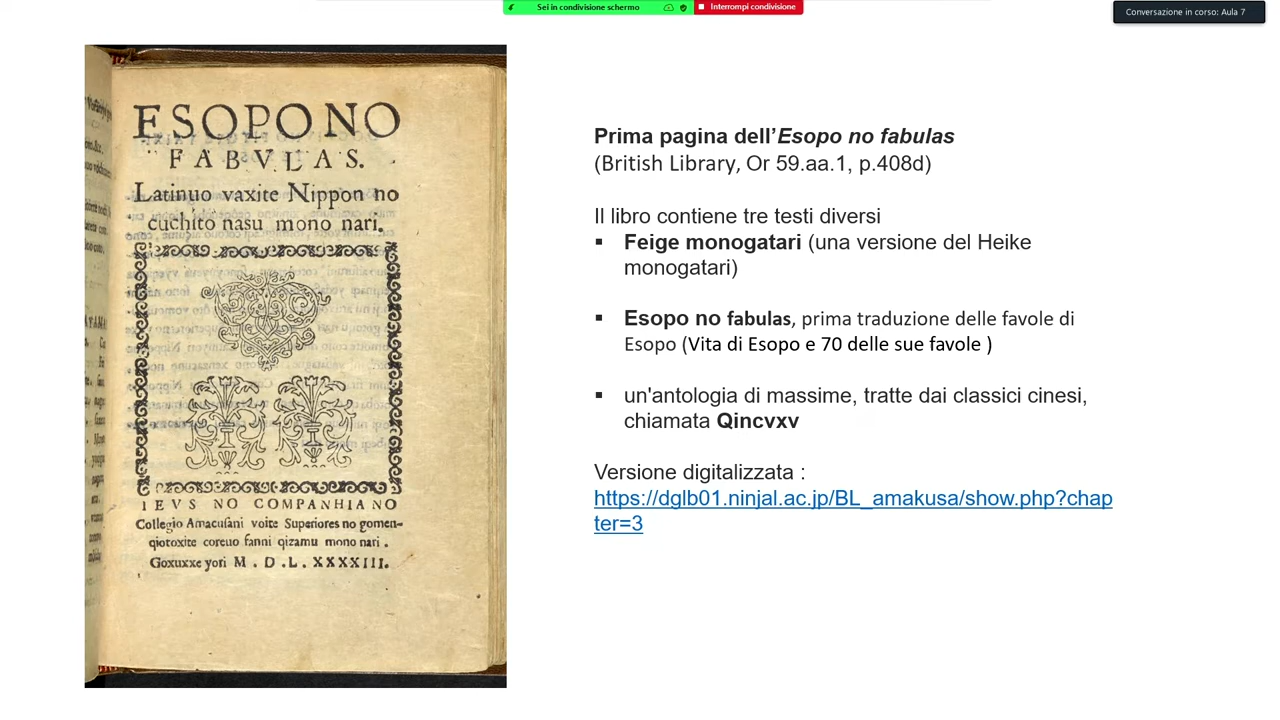 Sei in condivisione schermo
Interrompi condivisione
Conversazione in corso: Aula 7
ESOPO NO
FABVLAS.
Latinuo vaxite Nippon no
cuchito nasu mono nari.
IEVS NO COMPANHIA NO
Collegio Amacusani voite Superiores no gomen-
qiotoxite coreuo fanni qizamu mono nari.
Goxuxxe yori M.D.L.XXXXIII.
Prima pagina dell’Esopo no fabulas
(British Library, Or 59.aa.1, p.408d)
Il libro contiene tre testi diversi
▪ Feige monogatari (una versione del Heike
monogatari)
▪ Esopo no fabulas, prima traduzione delle favole di
Esopo (Vita di Esopo e 70 delle sue favole )
▪ un'antologia di massime, tratte dai classici cinesi,
chiamata Qincvxv
Versione digitalizzata :
https://dglb01.ninjal.ac.jp/BL_amakusa/show.php?chap
ter=3